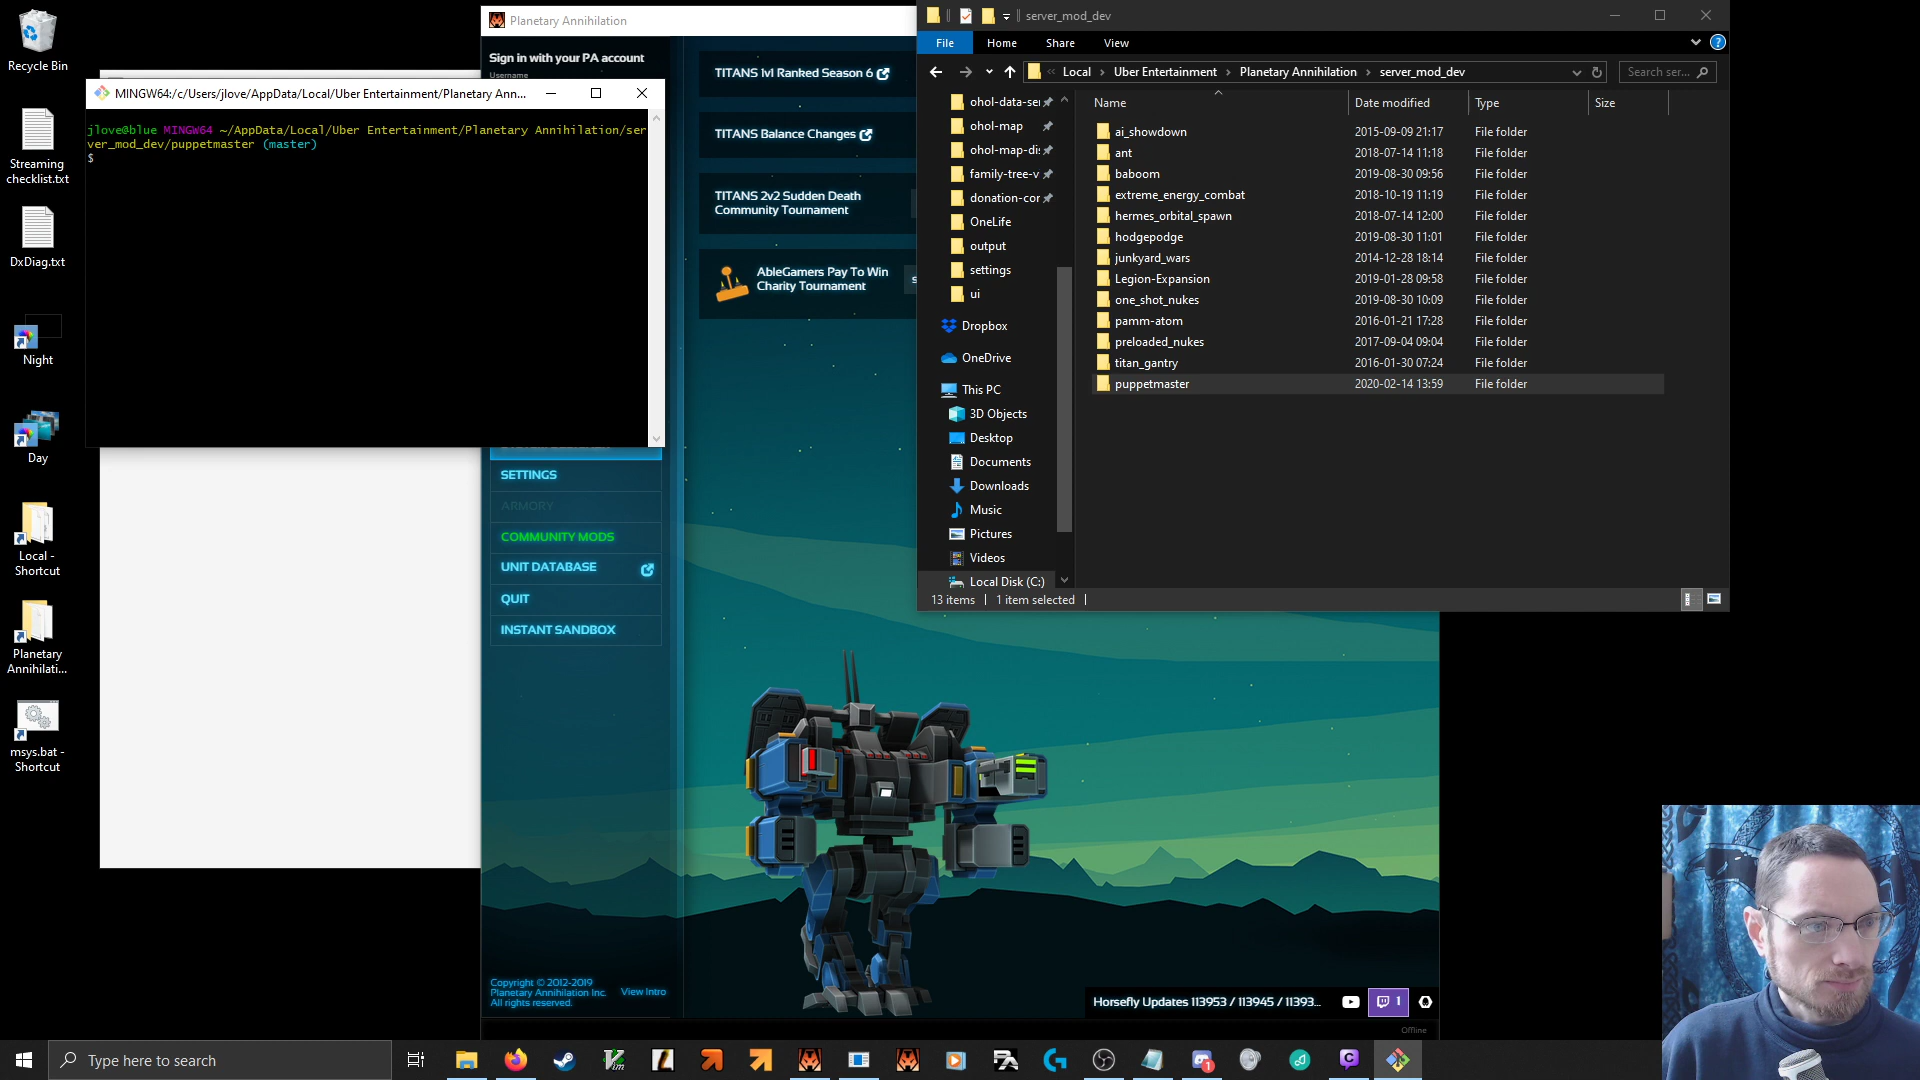 Recycle Bin
Streaming
checklist.txt
DxDiag.txt
Night
Day
Local -
Shortcut
Planetary
Annihilati...
msys.bat -
Shortcut
MINGW64:/c/Users/jlove/AppData/Local/Uber Entertainment/Planetary Ann...
jlove@blue MINGW64 ~/AppData/Local/Uber Entertainment/Planetary Annihilation/ser
ver_mod_dev/puppetmaster (master)
$
Planetary Annihilation
Sign in with your PA account
Username
TITANS 1v1 Ranked Season 6
TITANS Balance Changes
TITANS 2v2 Sudden Death
Community Tournament
AbleGamers Pay To Win
Charity Tournament
SETTINGS
ARMORY
COMMUNITY MODS
UNIT DATABASE
QUIT
INSTANT SANDBOX
Copyright © 2012-2019
Planetary Annihilation Inc.
All rights reserved.
View Intro
Horsefly Updates 113953 / 113945 / 11393...
1
Offline
server_mod_dev
File
Home
Share
View
?
« Local › Uber Entertainment › Planetary Annihilation › server_mod_dev
Search ser...
ohol-data-ser
ohol-map
ohol-map-di
family-tree-v
donation-cor
OneLife
output
settings
ui
Dropbox
OneDrive
This PC
3D Objects
Desktop
Documents
Downloads
Music
Pictures
Videos
Local Disk (C:)
Name Date modified Type Size
ai_showdown 2015-09-09 21:17 File folder
ant 2018-07-14 11:18 File folder
baboom 2019-08-30 09:56 File folder
extreme_energy_combat 2018-10-19 11:19 File folder
hermes_orbital_spawn 2018-07-14 12:00 File folder
hodgepodge 2019-08-30 11:01 File folder
junkyard_wars 2014-12-28 18:14 File folder
Legion-Expansion 2019-01-28 09:58 File folder
one_shot_nukes 2019-08-30 10:09 File folder
pamm-atom 2016-01-21 17:28 File folder
preloaded_nukes 2017-09-04 09:04 File folder
titan_gantry 2016-01-30 07:24 File folder
puppetmaster 2020-02-14 13:59 File folder
13 items
1 item selected
Type here to search